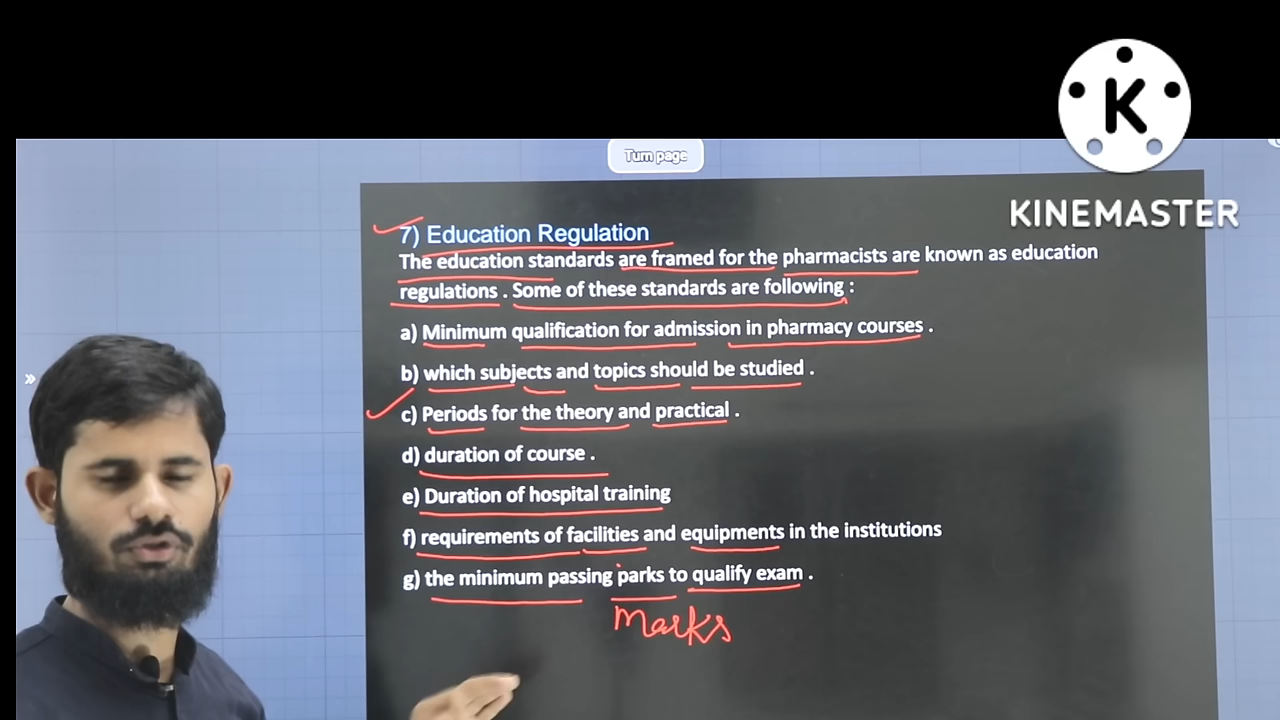 Turn page
K
KINEMASTER
7) Education Regulation
The education standards are framed for the pharmacists are known as education
regulations . Some of these standards are following :
a) Minimum qualification for admission in pharmacy courses .
b) which subjects and topics should be studied .
c) Periods for the theory and practical .
d) duration of course .
e) Duration of hospital training
f) requirements of facilities and equipments in the institutions
g) the minimum passing parks to qualify exam .
Marks